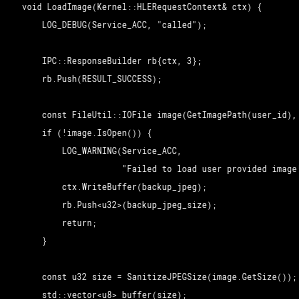 void LoadImage(Kernel::HLERequestContext& ctx) {
LOG_DEBUG(Service_ACC, "called");
IPC::ResponseBuilder rb{ctx, 3};
rb.Push(RESULT_SUCCESS);
const FileUtil::IOFile image(GetImagePath(user_id),
if (!image.IsOpen()) {
LOG_WARNING(Service_ACC,
"Failed to load user provided image
ctx.WriteBuffer(backup_jpeg);
rb.Push<u32>(backup_jpeg_size);
return;
}
const u32 size = SanitizeJPEGSize(image.GetSize());
std::vector<u8> buffer(size);